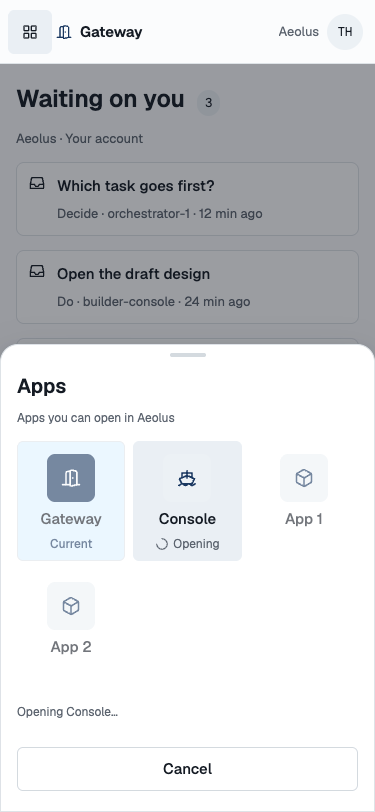 Gateway
Aeolus
TH
Waiting on you 3
Aeolus · Your account
Which task goes first?
Decide · orchestrator-1 · 12 min ago
Open the draft design
Do · builder-console · 24 min ago
Apps
Apps you can open in Aeolus
Gateway
Current
Console
Opening
App 1
App 2
Opening Console…
Cancel